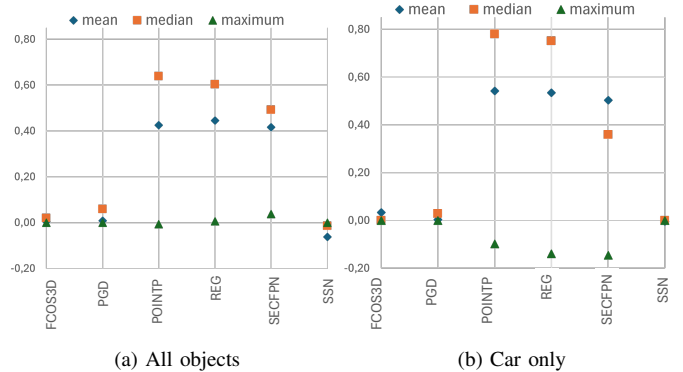 mean median maximum
0,80
0,60
0,40
0,20
0,00
-0,20
FCOS3D
PGD
POINTP
REG
SECFPN
SSN
(a) All objects
mean median maximum
0,80
0,60
0,40
0,20
0,00
-0,20
FCOS3D
PGD
POINTP
REG
SECFPN
SSN
(b) Car only